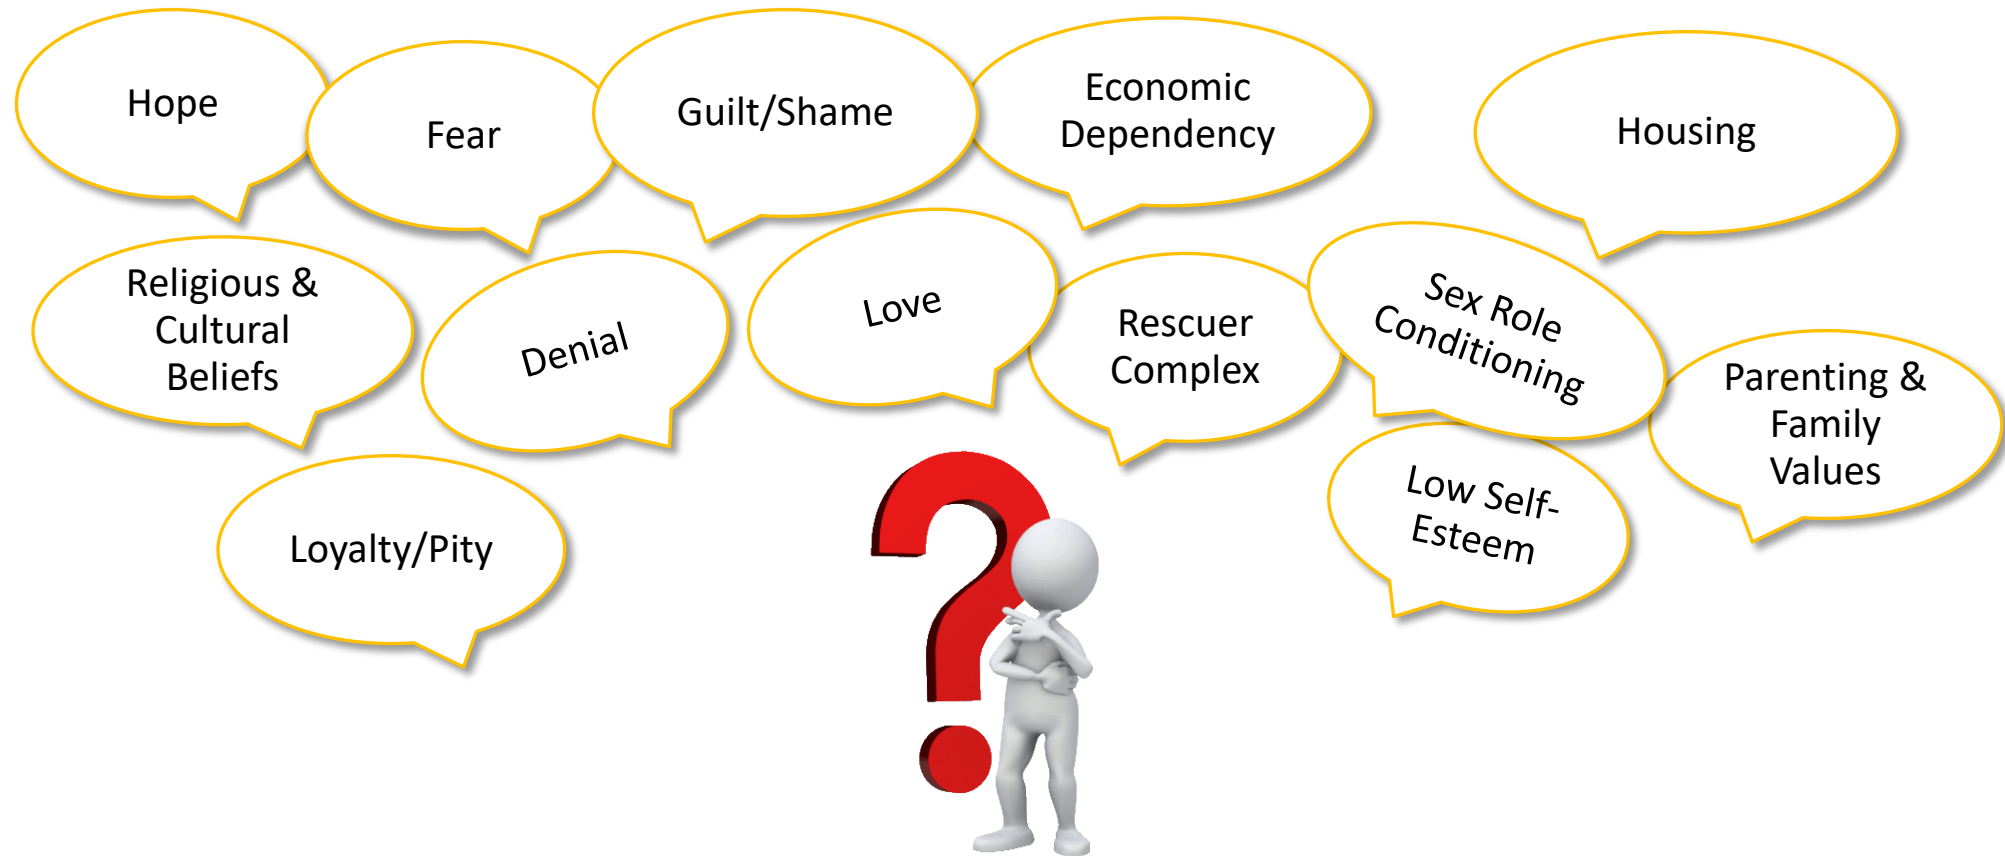 Hope
Fear
Guilt/Shame
Economic
Dependency
Housing
Religious &
Cultural
Beliefs
Denial
Love
Rescuer
Complex
Sex Role
Conditioning
Parenting &
Family
Values
Loyalty/Pity
Low Self-
Esteem